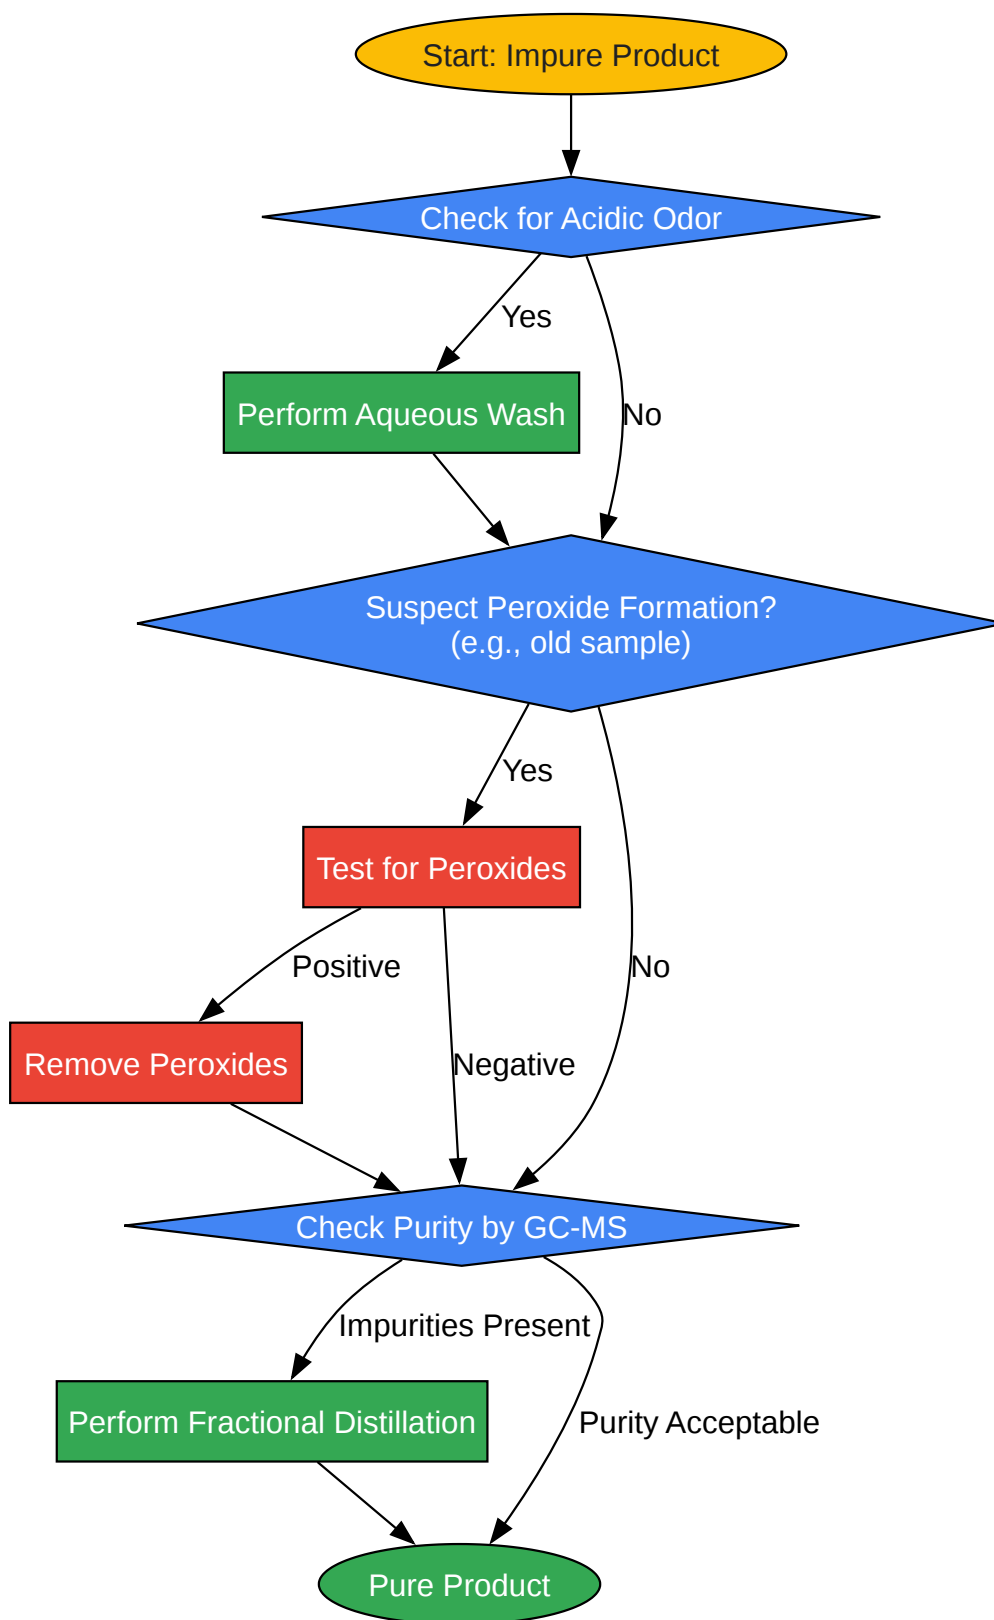 Start: Impure Product
Check for Acidic Odor
Yes
Perform Aqueous Wash
No
Suspect Peroxide Formation?
(e.g., old sample)
Yes
Test for Peroxides
Positive
No
Remove Peroxides
Negative
Check Purity by GC-MS
Impurities Present
Perform Fractional Distillation
Purity Acceptable
Pure Product